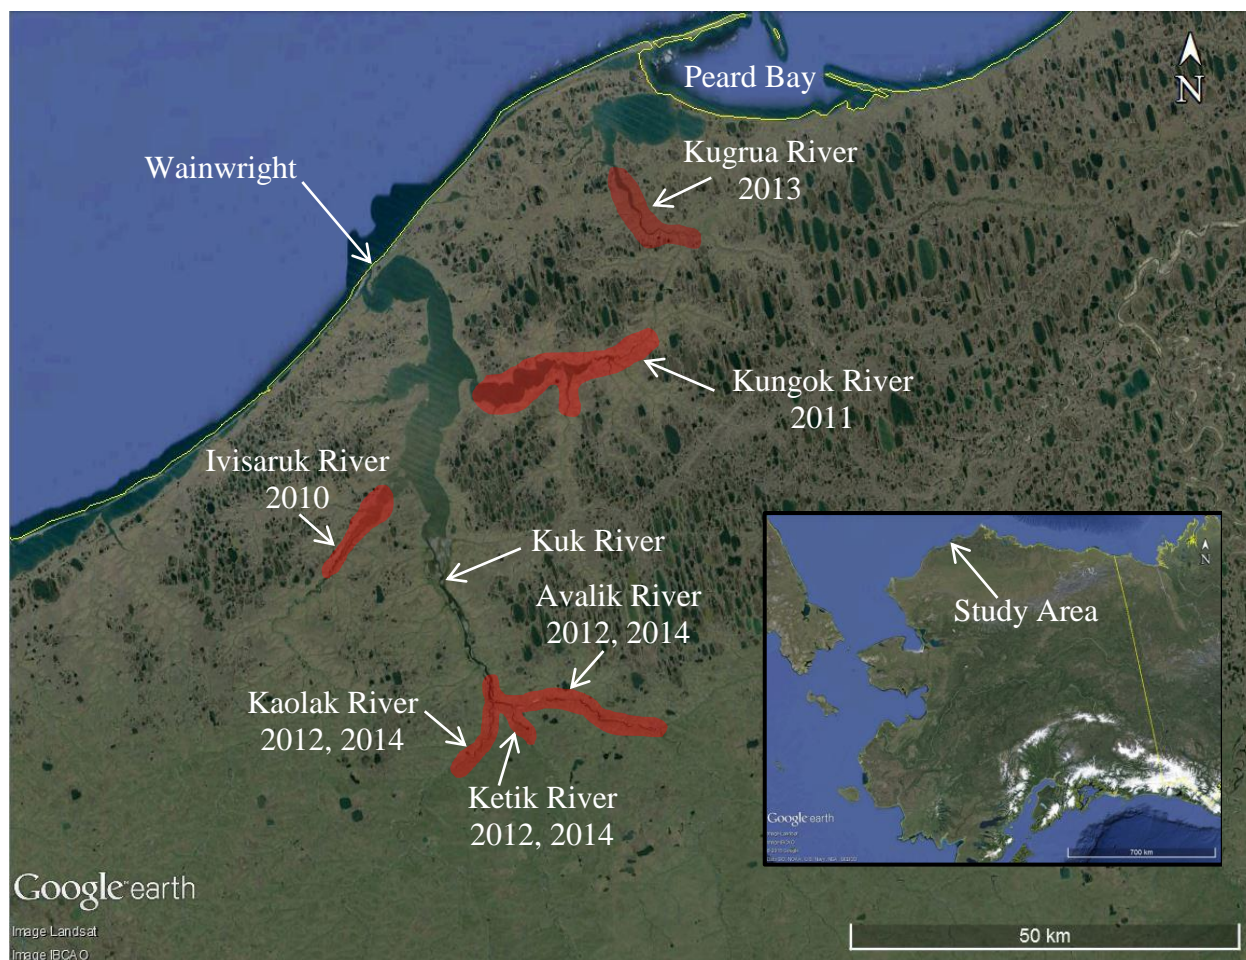 Peard Bay
N
Kugrua River
2013
Wainwright
Kungok River
2011
Ivisaruk River
2010
Kuk River
Avalik River
2012, 2014
Kaolak River
2012, 2014
Ketik River
2012, 2014
N
Study Area
Google earth
700 km
Google earth
Image Landsat
Image IBCAO
50 km